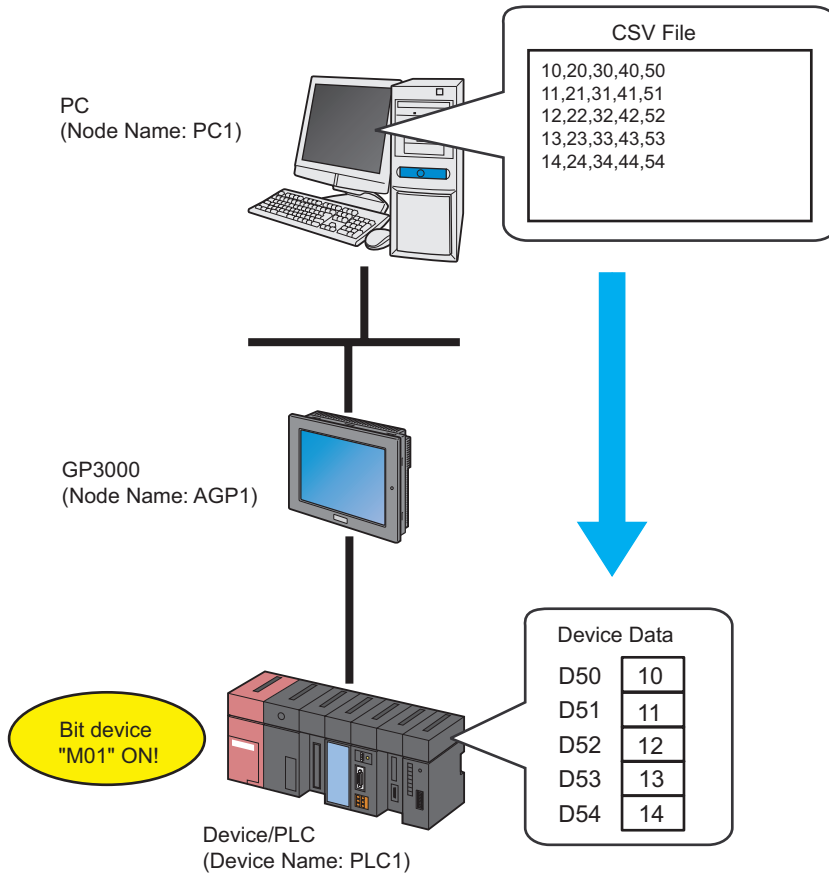 CSV File
10,20,30,40,50
11,21,31,41,51
12,22,32,42,52
13,23,33,43,53
14,24,34,44,54
PC
(Node Name: PC1)
GP3000
(Node Name: AGP1)
Bit device
"M01" ON!
Device/PLC
(Device Name: PLC1)
Device Data
D50 10
D51 11
D52 12
D53 13
D54 14